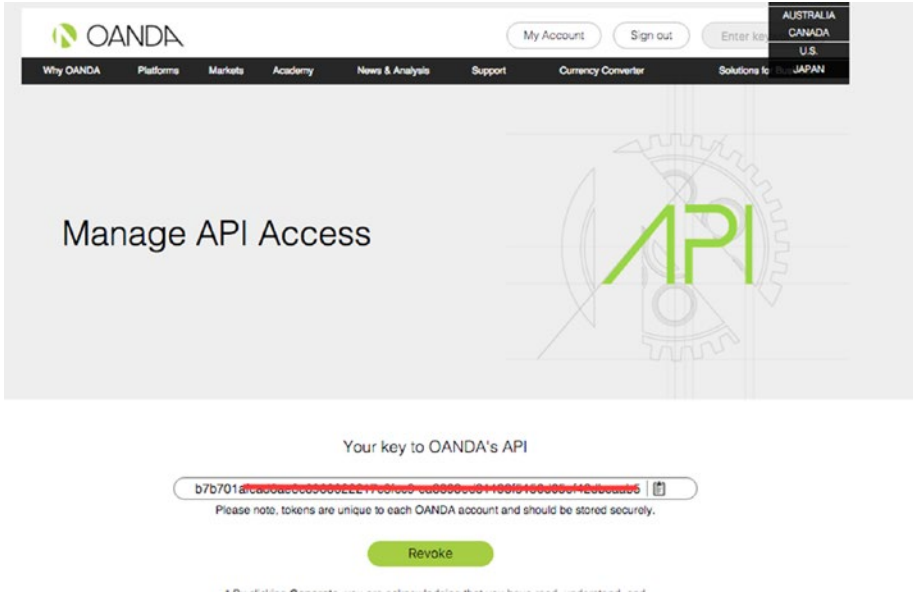 OANDA
My Account
Sign out
Enter
AUSTRALIA
CANADA
U.S.
JAPAN
Why OANDA
Platforms
Markets
Academy
News & Analysis
Support
Currency Converter
Solutions
Manage API Access
API
Your key to OANDA's API
Please note, tokens are unique to each OANDA account and should be stored securely.
Revoke